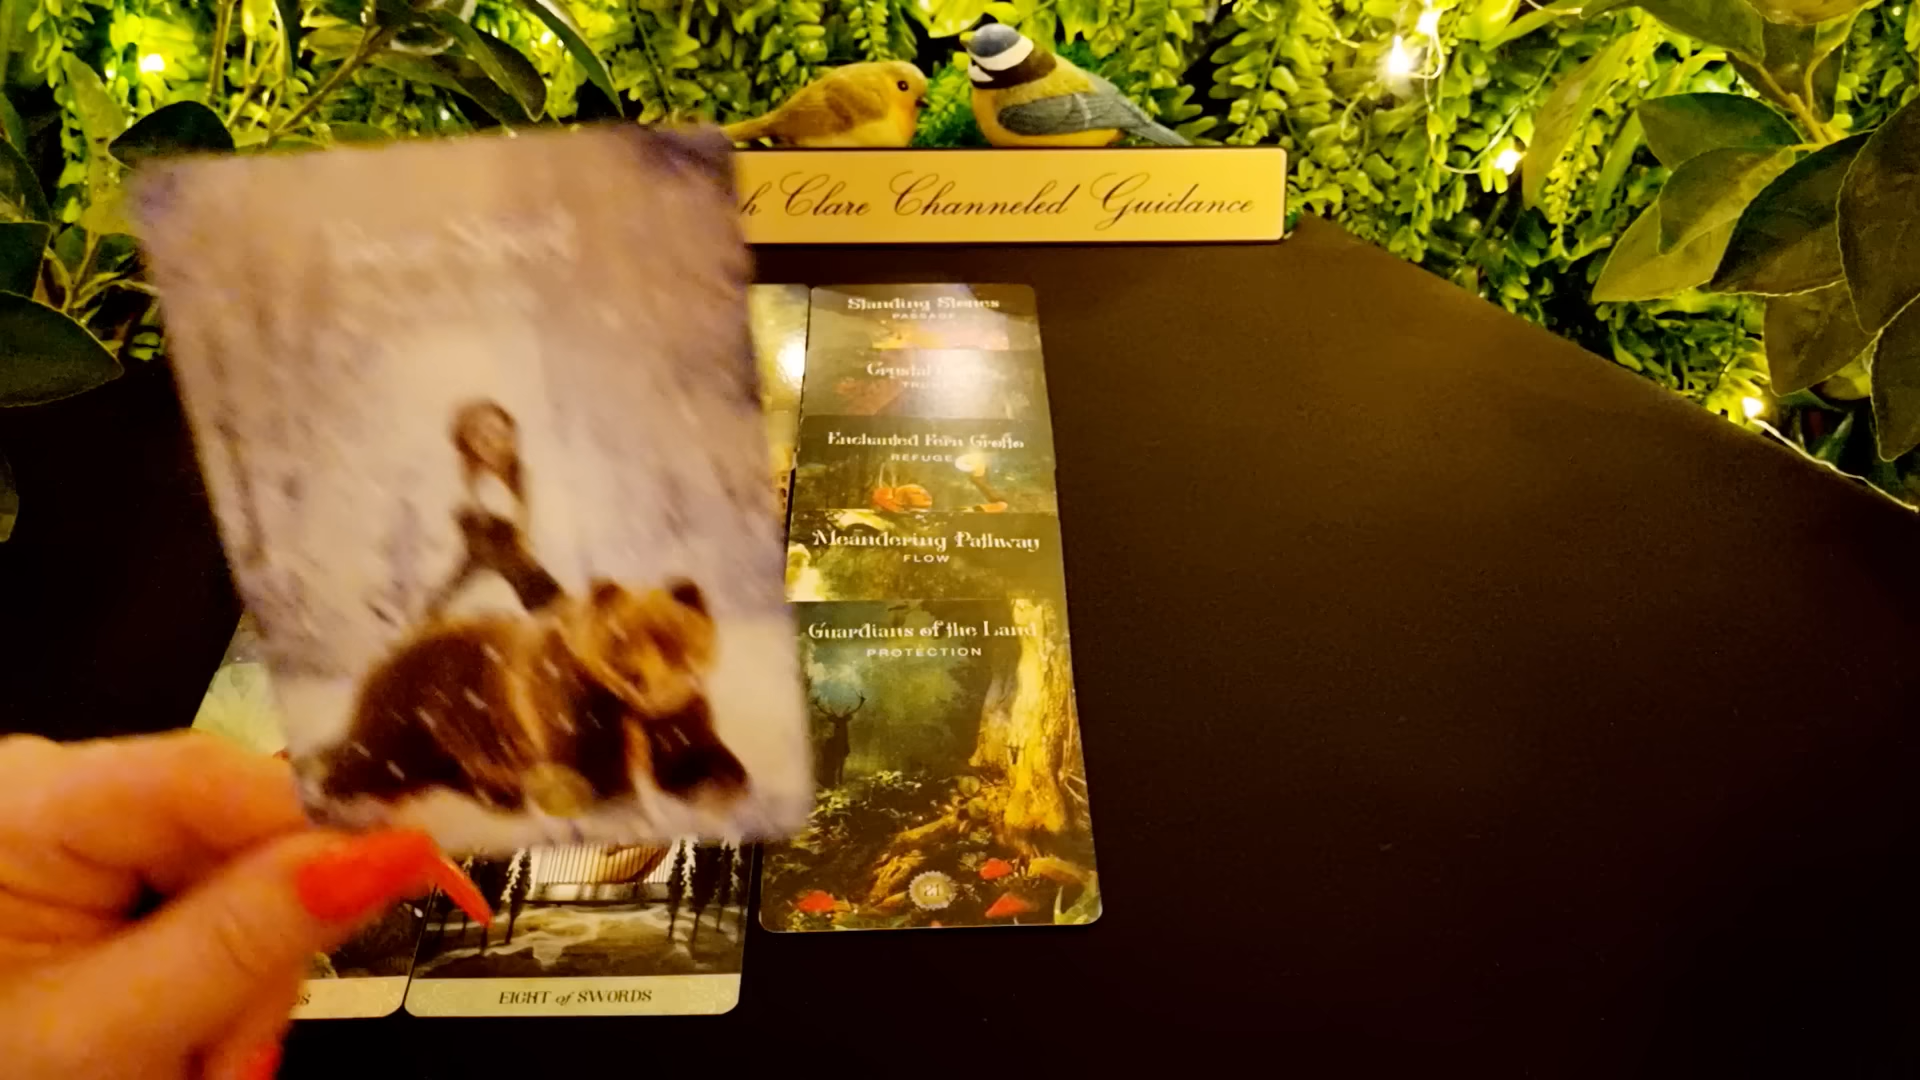 h Clare Channeled Guidance
Standing Stones
PASSAGE
Enchanted Fern Grotto
REFUGE
Meandering Pathway
FLOW
Guardians of the Land
PROTECTION
21
EIGHT of SWORDS